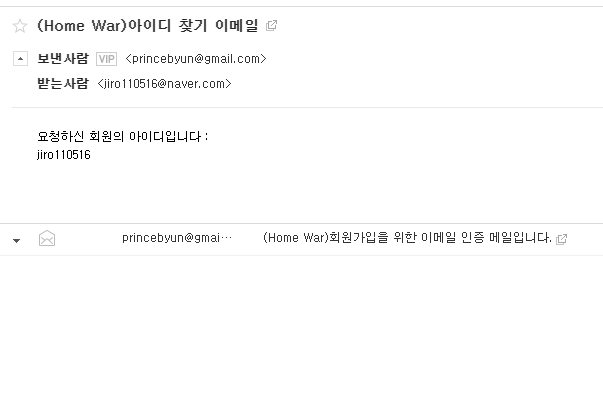 (Home War)아이디 찾기 이메일
보낸사람 VIP <princebyun@gmail.com>
받는사람 <jiro110516@naver.com>
요청하신 회원의 아이디입니다 :
jiro110516
princebyun@gmai··· (Home War)회원가입을 위한 이메일 인증 메일입니다.